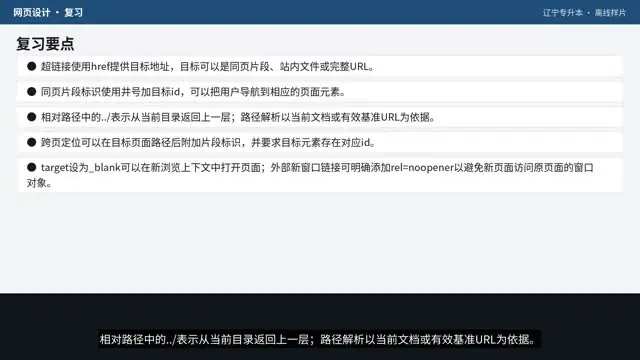 网页设计 • 复习
辽宁专升本 • 离线样片
复习要点
● 超链接使用href提供目标地址，目标可以是同页片段、站内文件或完整URL。
● 同页片段标识使用井号加目标id，可以把用户导航到相应的页面元素。
● 相对路径中的../表示从当前目录返回上一层；路径解析以当前文档或有效基准URL为依据。
● 跨页定位可以在目标页面路径后附加片段标识，并要求目标元素存在对应id。
● target设为_blank可以在新浏览上下文中打开页面；外部新窗口链接可明确添加rel=noopener以避免新页面访问原页面的窗口
对象。
相对路径中的../表示从当前目录返回上一层；路径解析以当前文档或有效基准URL为依据。